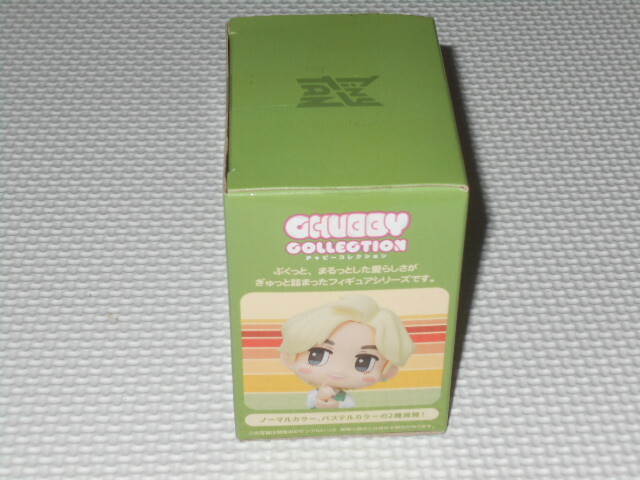 CHUBBY
COLLECTION
チャビーコレクション
ぷくっと、まるっとした愛らしさが
ぎゅっと詰まったフィギュアシリーズです。
ノーマルカラー、パステルカラーの2種展開！